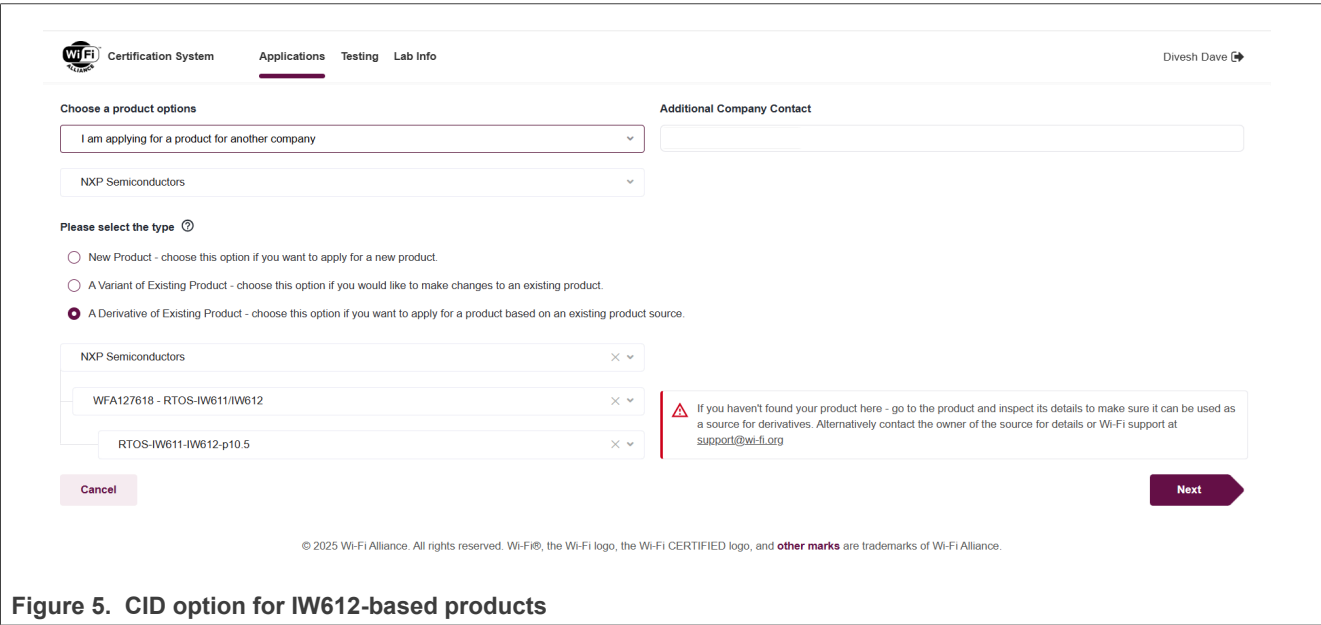 Wi Fi ALLIANCE Certification System Applications Testing Lab Info Divesh Dave
Choose a product options
Additional Company Contact
I am applying for a product for another company
NXP Semiconductors
Please select the type ?
New Product - choose this option if you want to apply for a new product.
A Variant of Existing Product - choose this option if you would like to make changes to an existing product.
A Derivative of Existing Product - choose this option if you want to apply for a product based on an existing product source.
NXP Semiconductors
WFA127618 - RTOS-IW611/IW612
RTOS-IW611-IW612-p10.5
If you haven't found your product here - go to the product and inspect its details to make sure it can be used as
a source for derivatives. Alternatively contact the owner of the source for details or Wi-Fi support at
support@wi-fi.org
Cancel
Next
© 2025 Wi-Fi Alliance. All rights reserved. Wi-Fi®, the Wi-Fi logo, the Wi-Fi CERTIFIED logo, and other marks are trademarks of Wi-Fi Alliance.
Figure 5. CID option for IW612-based products